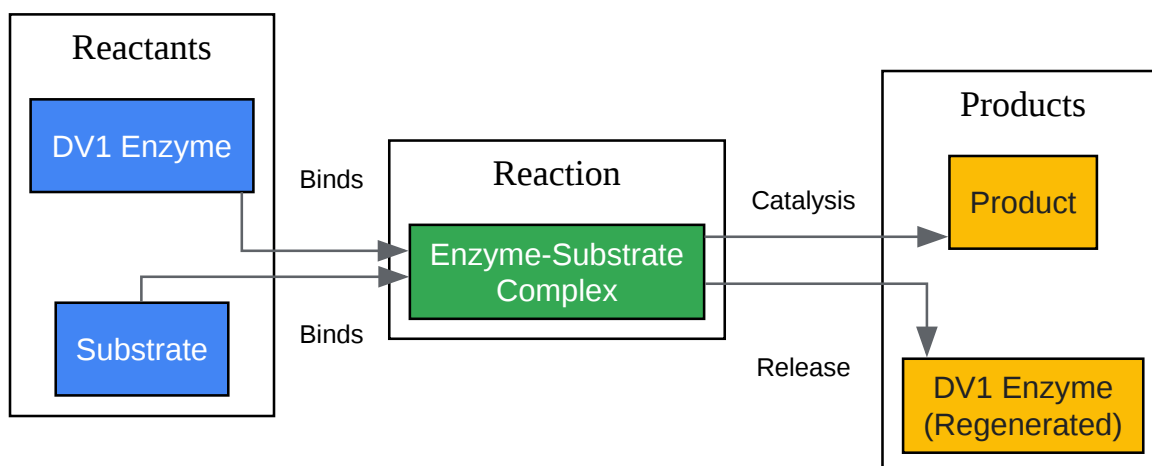 Reactants
DV1 Enzyme
Substrate
Binds
Binds
Reaction
Enzyme-Substrate
Complex
Catalysis
Release
Products
Product
DV1 Enzyme
(Regenerated)